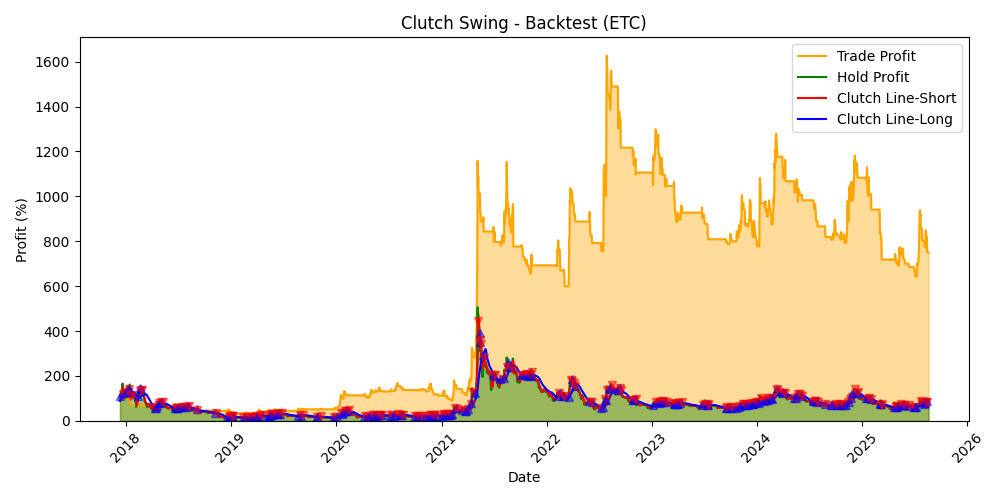 Clutch Swing - Backtest (ETC)
Trade Profit
Hold Profit
Clutch Line-Short
Clutch Line-Long
Profit (%)
1600
1400
1200
1000
800
600
400
200
0
2018
2019
2020
2021
2022
2023
2024
2025
2026
Date